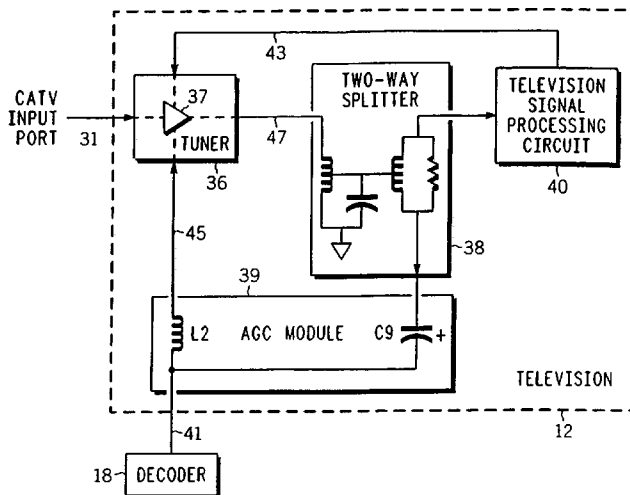 43
CATV
INPUT
PORT
31
37
TUNER
36
47
TWO-WAY
SPLITTER
38
TELEVISION
SIGNAL
PROCESSING
CIRCUIT
40
45
39
L2
AGC MODULE
C9
+
TELEVISION
12
41
18
DECODER